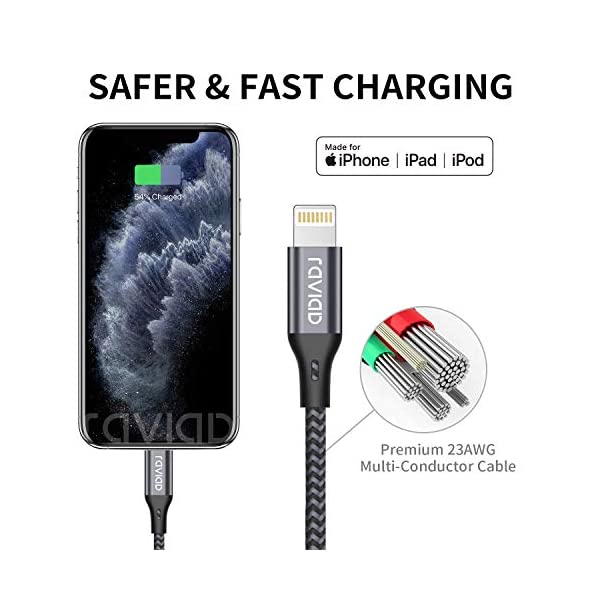 SAFER & FAST CHARGING
Made for
iPhone | iPad | iPod
54% Charged
raviad
raviad
raviad
Premium 23AWG
Multi-Conductor Cable